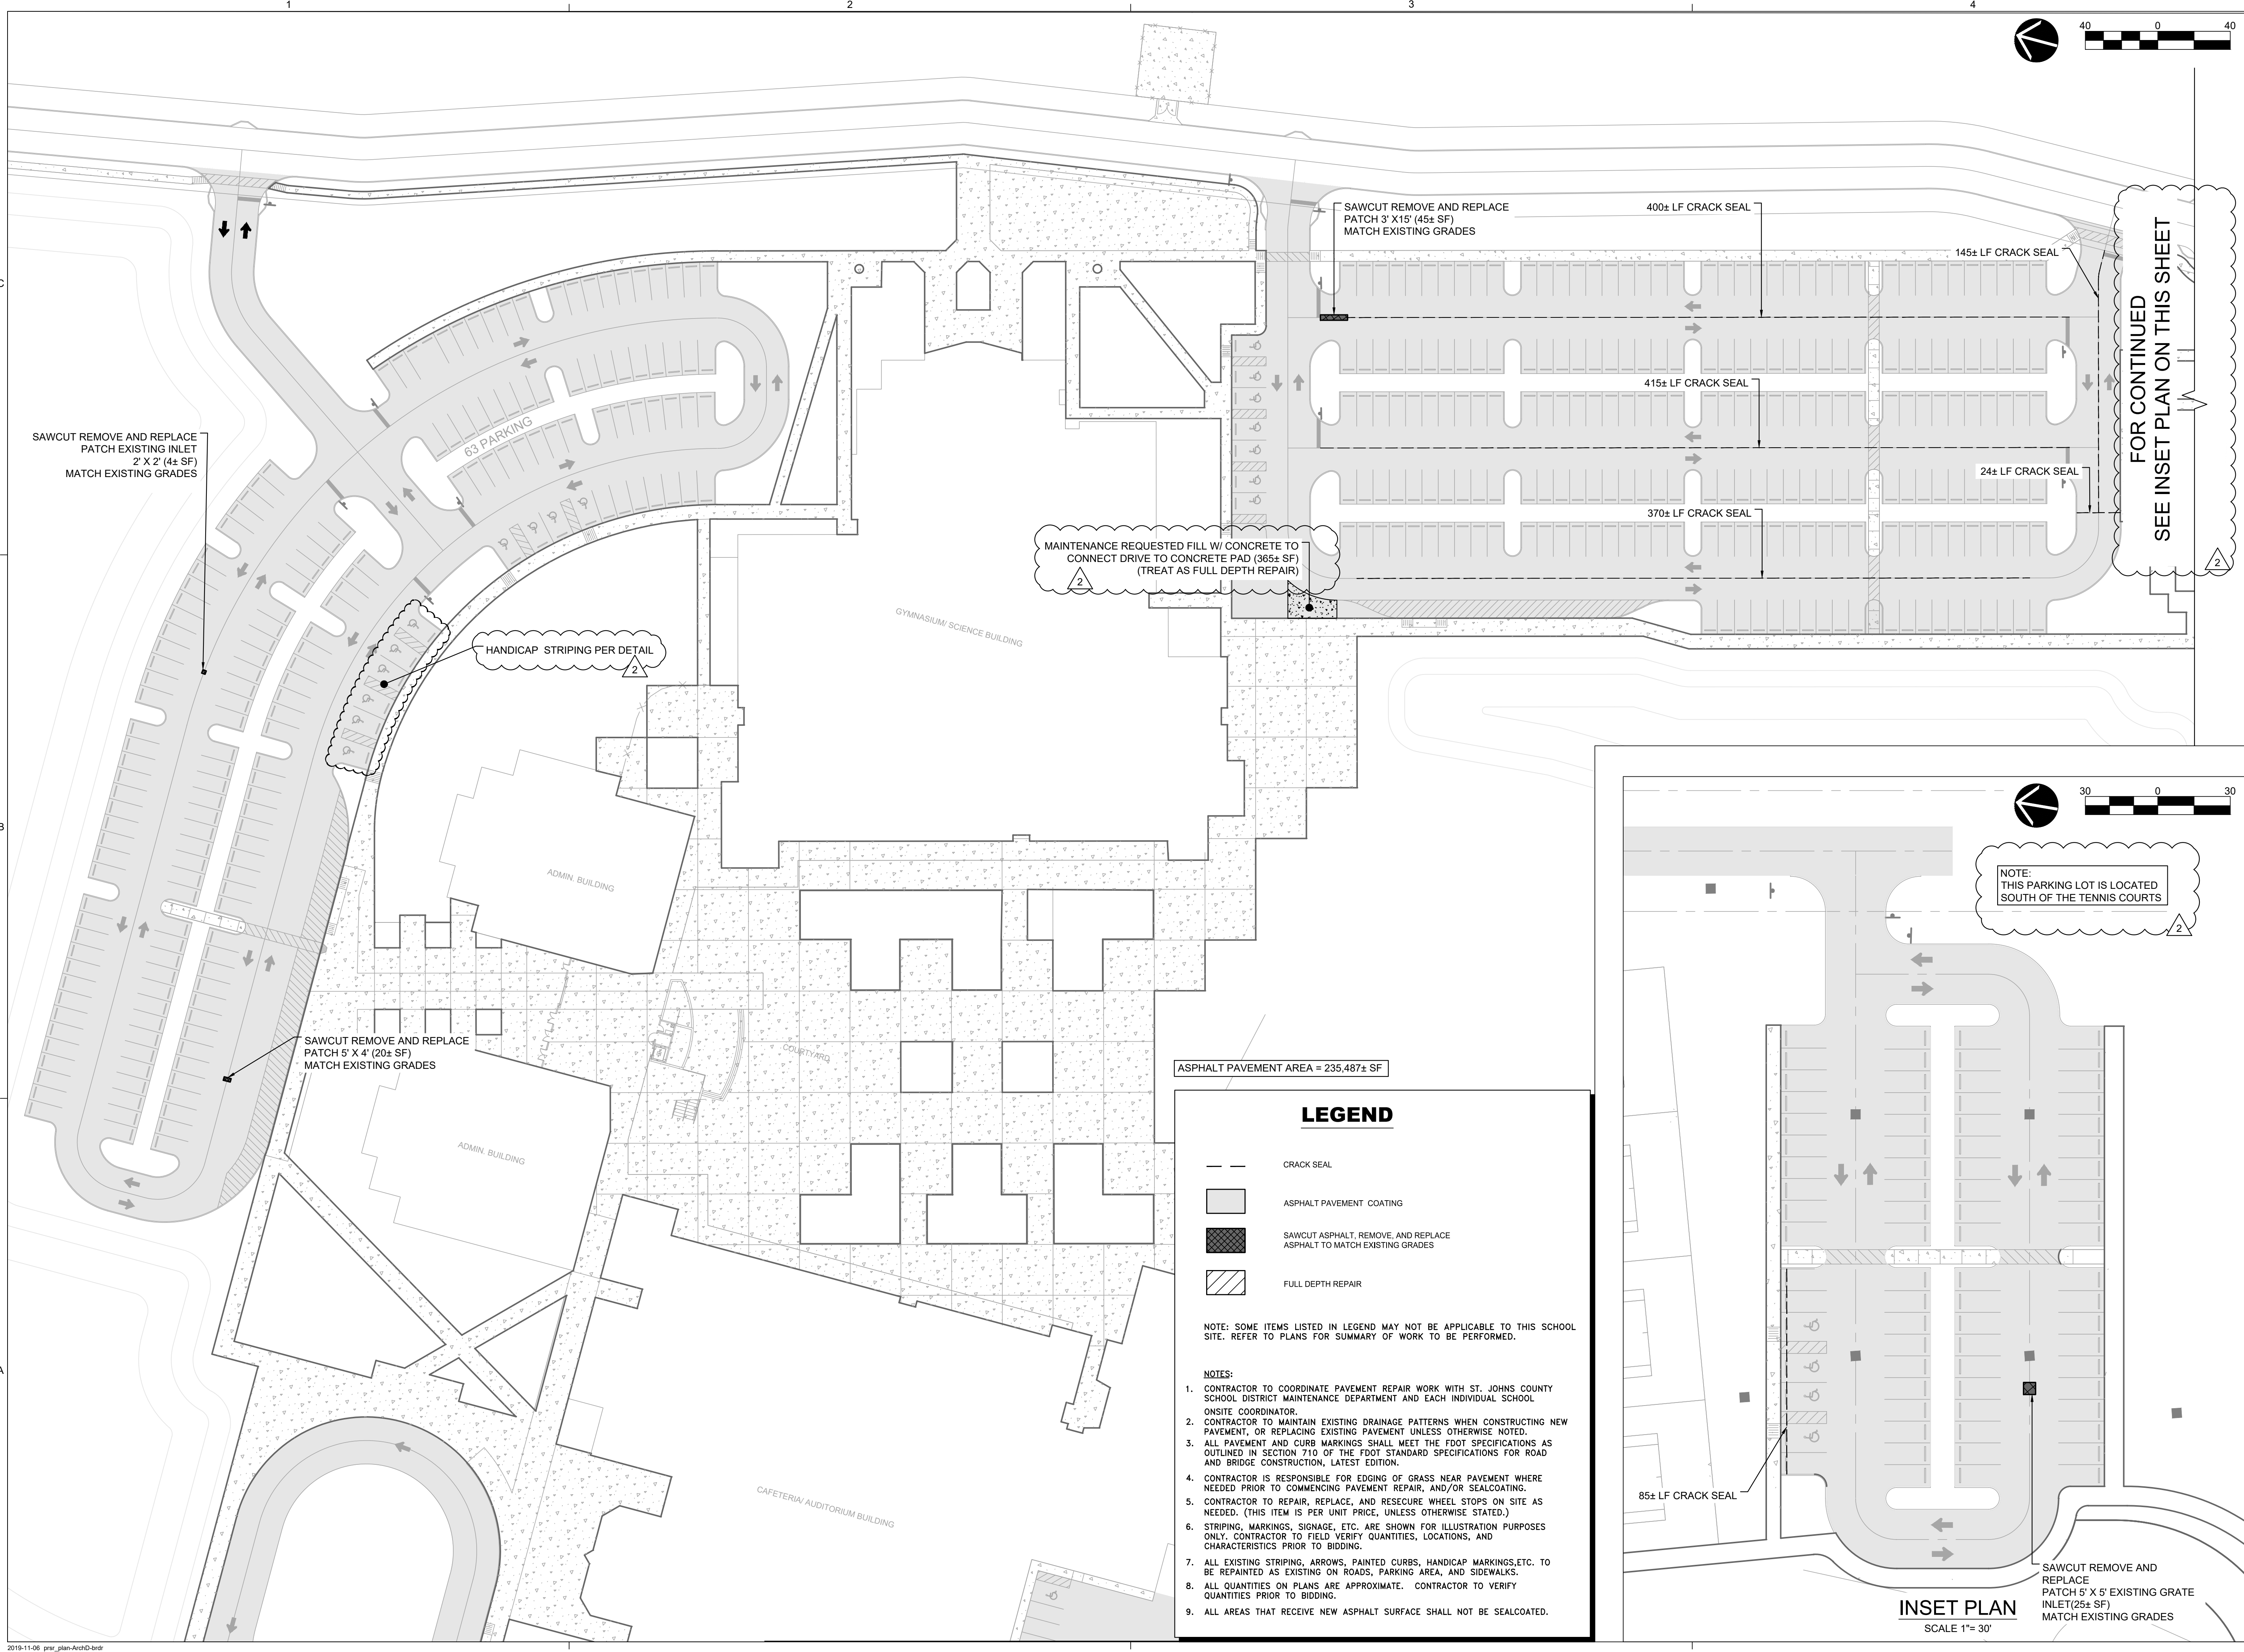 1
2
3
4
40 0 40
C
B
A
SAWCUT REMOVE AND REPLACE
PATCH 3' X15' (45± SF)
MATCH EXISTING GRADES
400± LF CRACK SEAL
145± LF CRACK SEAL
FOR CONTINUED
SEE INSET PLAN ON THIS SHEET
2
415± LF CRACK SEAL
24± LF CRACK SEAL
370± LF CRACK SEAL
63 PARKING
SAWCUT REMOVE AND REPLACE
PATCH EXISTING INLET
2' X 2' (4± SF)
MATCH EXISTING GRADES
MAINTENANCE REQUESTED FILL W/ CONCRETE TO
CONNECT DRIVE TO CONCRETE PAD (365± SF)
(TREAT AS FULL DEPTH REPAIR)
2
GYMNASIUM/ SCIENCE BUILDING
HANDICAP STRIPING PER DETAIL
2
ADMIN. BUILDING
SAWCUT REMOVE AND REPLACE
PATCH 5' X 4' (20± SF)
MATCH EXISTING GRADES
COURTYARD
ADMIN. BUILDING
CAFETERIA/ AUDITORIUM BUILDING
ASPHALT PAVEMENT AREA = 235,487± SF
LEGEND
CRACK SEAL
ASPHALT PAVEMENT COATING
SAWCUT ASPHALT, REMOVE, AND REPLACE
ASPHALT TO MATCH EXISTING GRADES
FULL DEPTH REPAIR
NOTE: SOME ITEMS LISTED IN LEGEND MAY NOT BE APPLICABLE TO THIS SCHOOL
SITE. REFER TO PLANS FOR SUMMARY OF WORK TO BE PERFORMED.
NOTES:
1. CONTRACTOR TO COORDINATE PAVEMENT REPAIR WORK WITH ST. JOHNS COUNTY
SCHOOL DISTRICT MAINTENANCE DEPARTMENT AND EACH INDIVIDUAL SCHOOL
ONSITE COORDINATOR.
2. CONTRACTOR TO MAINTAIN EXISTING DRAINAGE PATTERNS WHEN CONSTRUCTING NEW
PAVEMENT, OR REPLACING EXISTING PAVEMENT UNLESS OTHERWISE NOTED.
3. ALL PAVEMENT AND CURB MARKINGS SHALL MEET THE FDOT SPECIFICATIONS AS
OUTLINED IN SECTION 710 OF THE FDOT STANDARD SPECIFICATIONS FOR ROAD
AND BRIDGE CONSTRUCTION, LATEST EDITION.
4. CONTRACTOR IS RESPONSIBLE FOR EDGING OF GRASS NEAR PAVEMENT WHERE
NEEDED PRIOR TO COMMENCING PAVEMENT REPAIR, AND/OR SEALCOATING.
5. CONTRACTOR TO REPAIR, REPLACE, AND RESECURE WHEEL STOPS ON SITE AS
NEEDED. (THIS ITEM IS PER UNIT PRICE, UNLESS OTHERWISE STATED.)
6. STRIPING, MARKINGS, SIGNAGE, ETC. ARE SHOWN FOR ILLUSTRATION PURPOSES
ONLY. CONTRACTOR TO FIELD VERIFY QUANTITIES, LOCATIONS, AND
CHARACTERISTICS PRIOR TO BIDDING.
7. ALL EXISTING STRIPING, ARROWS, PAINTED CURBS, HANDICAP MARKINGS,ETC. TO
BE REPAINTED AS EXISTING ON ROADS, PARKING AREA, AND SIDEWALKS.
8. ALL QUANTITIES ON PLANS ARE APPROXIMATE. CONTRACTOR TO VERIFY
QUANTITIES PRIOR TO BIDDING.
9. ALL AREAS THAT RECEIVE NEW ASPHALT SURFACE SHALL NOT BE SEALCOATED.
30 0 30
NOTE:
THIS PARKING LOT IS LOCATED
SOUTH OF THE TENNIS COURTS
2
85± LF CRACK SEAL
SAWCUT REMOVE AND
REPLACE
PATCH 5' X 5' EXISTING GRATE
INLET(25± SF)
MATCH EXISTING GRADES
INSET PLAN
SCALE 1"= 30'
2019-11-06 prsr_plan-ArchD-brdr